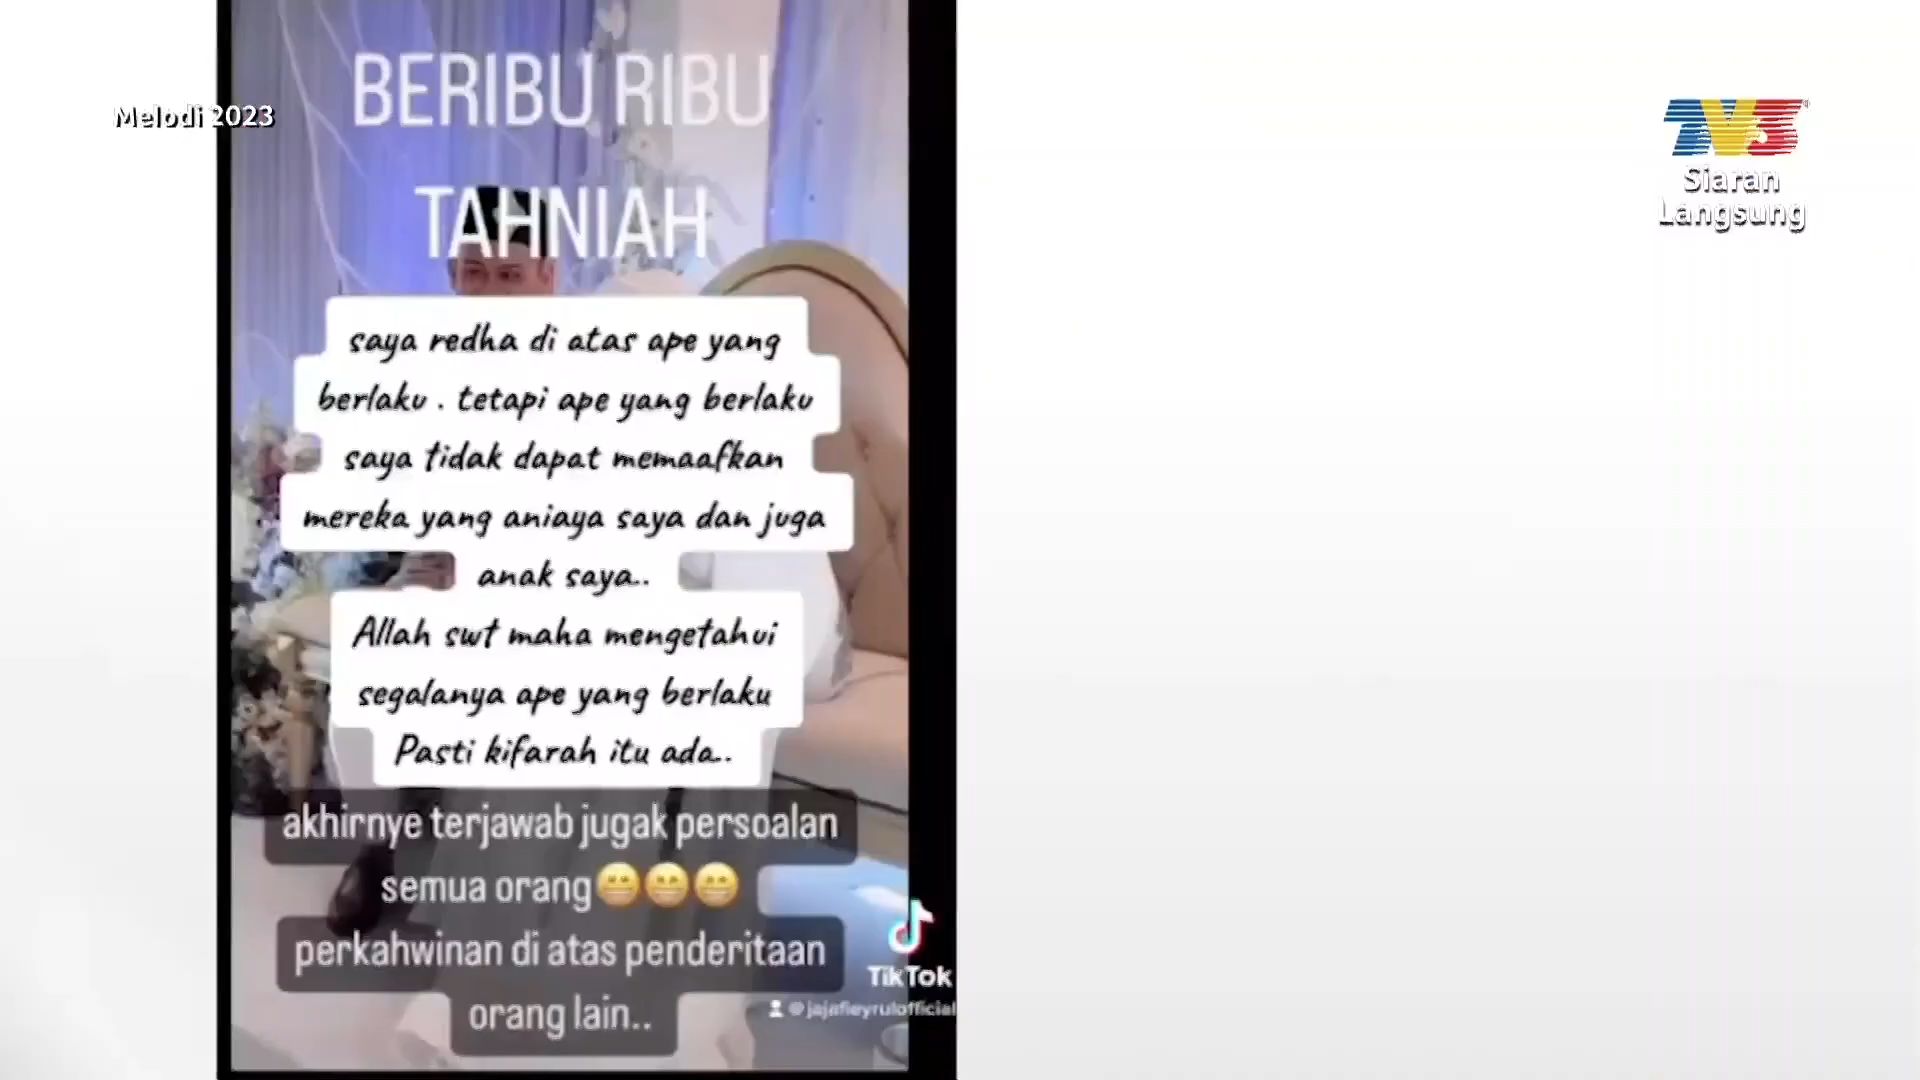 Melodi 2023
TV3
Siaran
Langsung
BERIBU RIBU
TAHNIAH
saya redha di atas ape yang
berlaku . tetapi ape yang berlaku
saya tidak dapat memaafkan
mereka yang aniaya saya dan juga
anak saya..
Allah swt maha mengetahui
segalanya ape yang berlaku
Pasti kifarah itu ada..
akhirnye terjawab jugak persoalan
semua orang😁😁😁
perkahwinan di atas penderitaan
orang lain..
TikTok
@jajafieyrulofficial